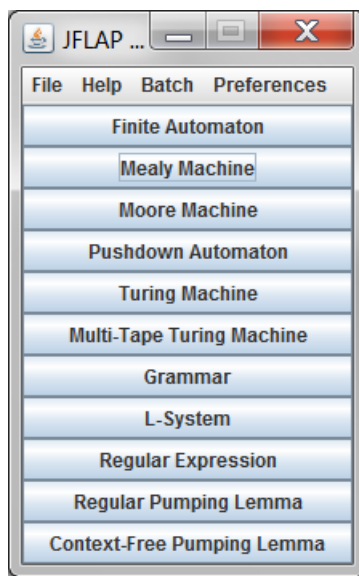 JFLAP ...
File Help Batch Preferences
Finite Automaton
Mealy Machine
Moore Machine
Pushdown Automaton
Turing Machine
Multi-Tape Turing Machine
Grammar
L-System
Regular Expression
Regular Pumping Lemma
Context-Free Pumping Lemma